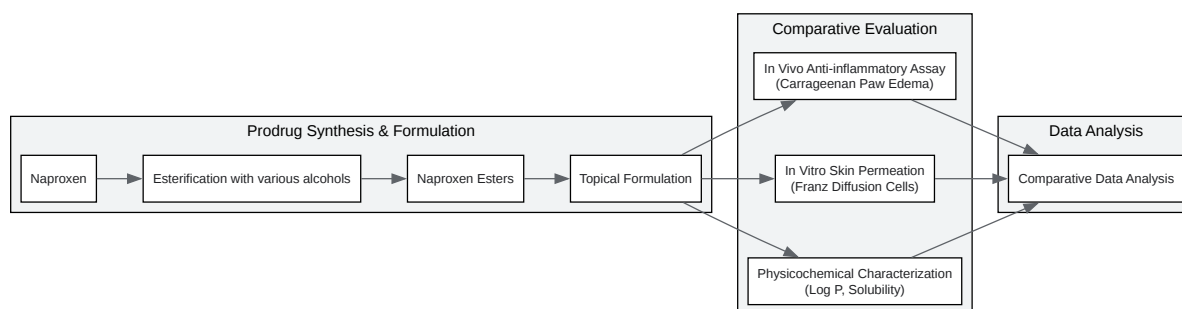 Prodrug Synthesis & Formulation
Naproxen
Esterification with various alcohols
Naproxen Esters
Topical Formulation
Comparative Evaluation
In Vivo Anti-inflammatory Assay
(Carrageenan Paw Edema)
In Vitro Skin Permeation
(Franz Diffusion Cells)
Physicochemical Characterization
(Log P, Solubility)
Data Analysis
Comparative Data Analysis